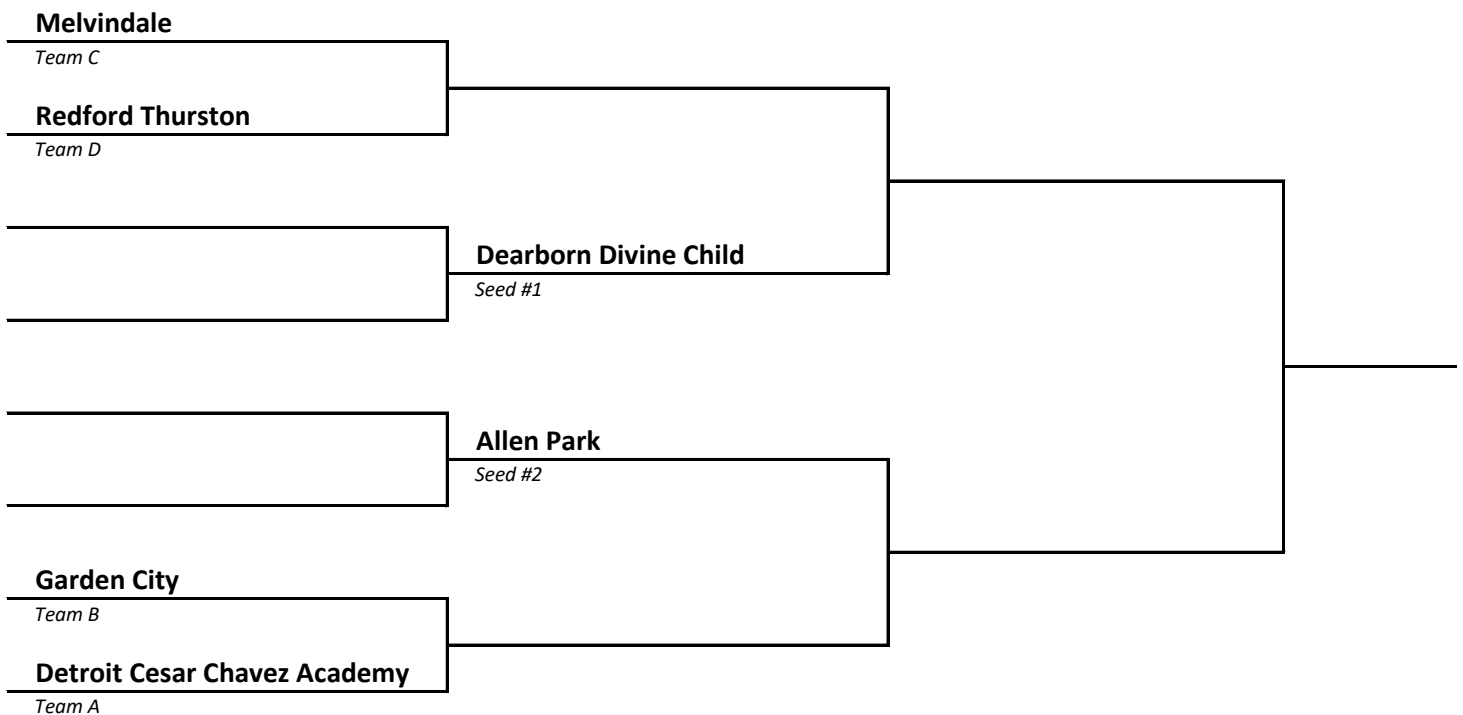 Melvindale
Team C
Redford Thurston
Team D
Dearborn Divine Child
Seed #1
Allen Park
Seed #2
Garden City
Team B
Detroit Cesar Chavez Academy
Team A